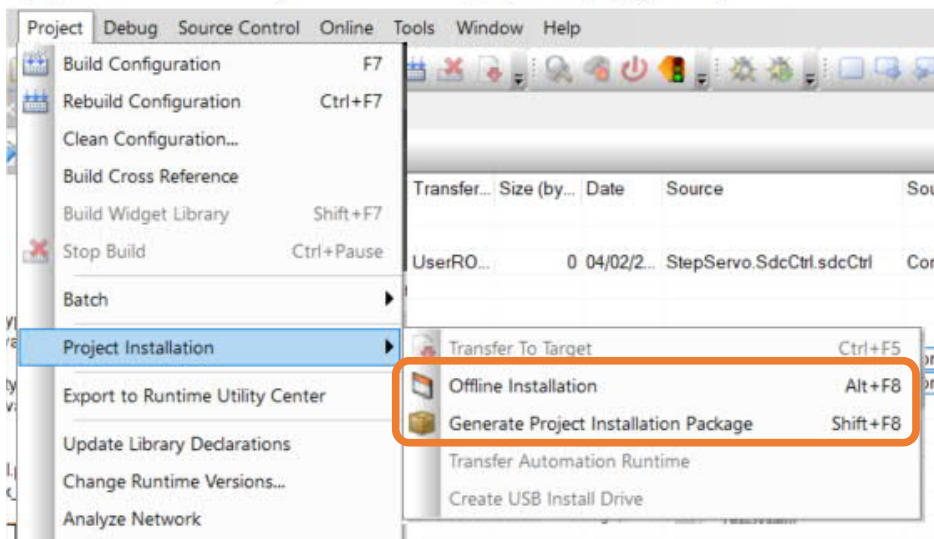 Project Debug Source Control Online Tools Window Help
Build Configuration F7
Rebuild Configuration Ctrl+F7
Clean Configuration...
Build Cross Reference
Transfer... Size (by... Date Source
Build Widget Library Shift+F7
Stop Build Ctrl+Pause
UserRO... 0 04/02/2... StepServo.SdcCtrl.sdcCtrl
Batch
Project Installation
Transfer To Target Ctrl+F5
Offline Installation Alt+F8
Export to Runtime Utility Center
Generate Project Installation Package Shift+F8
Update Library Declarations
Transfer Automation Runtime
Change Runtime Versions...
Create USB Install Drive
Analyze Network